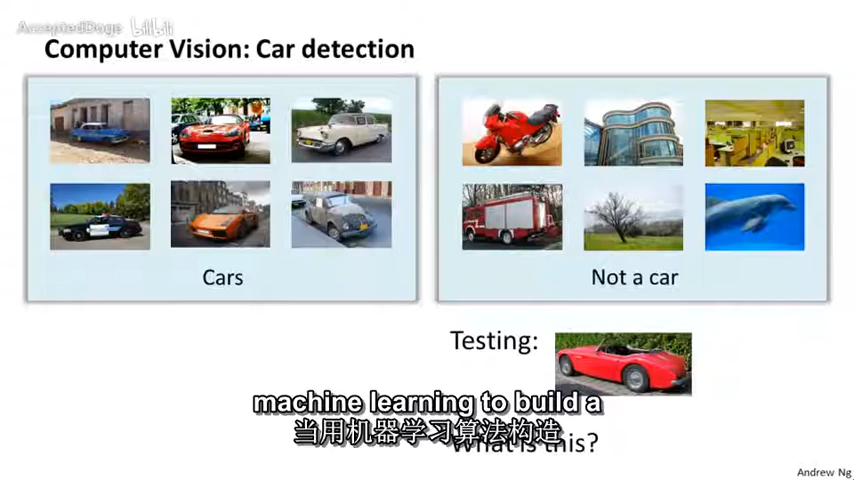 AcceptedDoge bilibili
Computer Vision: Car detection
Cars
Not a car
Testing:
machine learning to build a
当用机器学习算法构造
What is this?
Andrew Ng